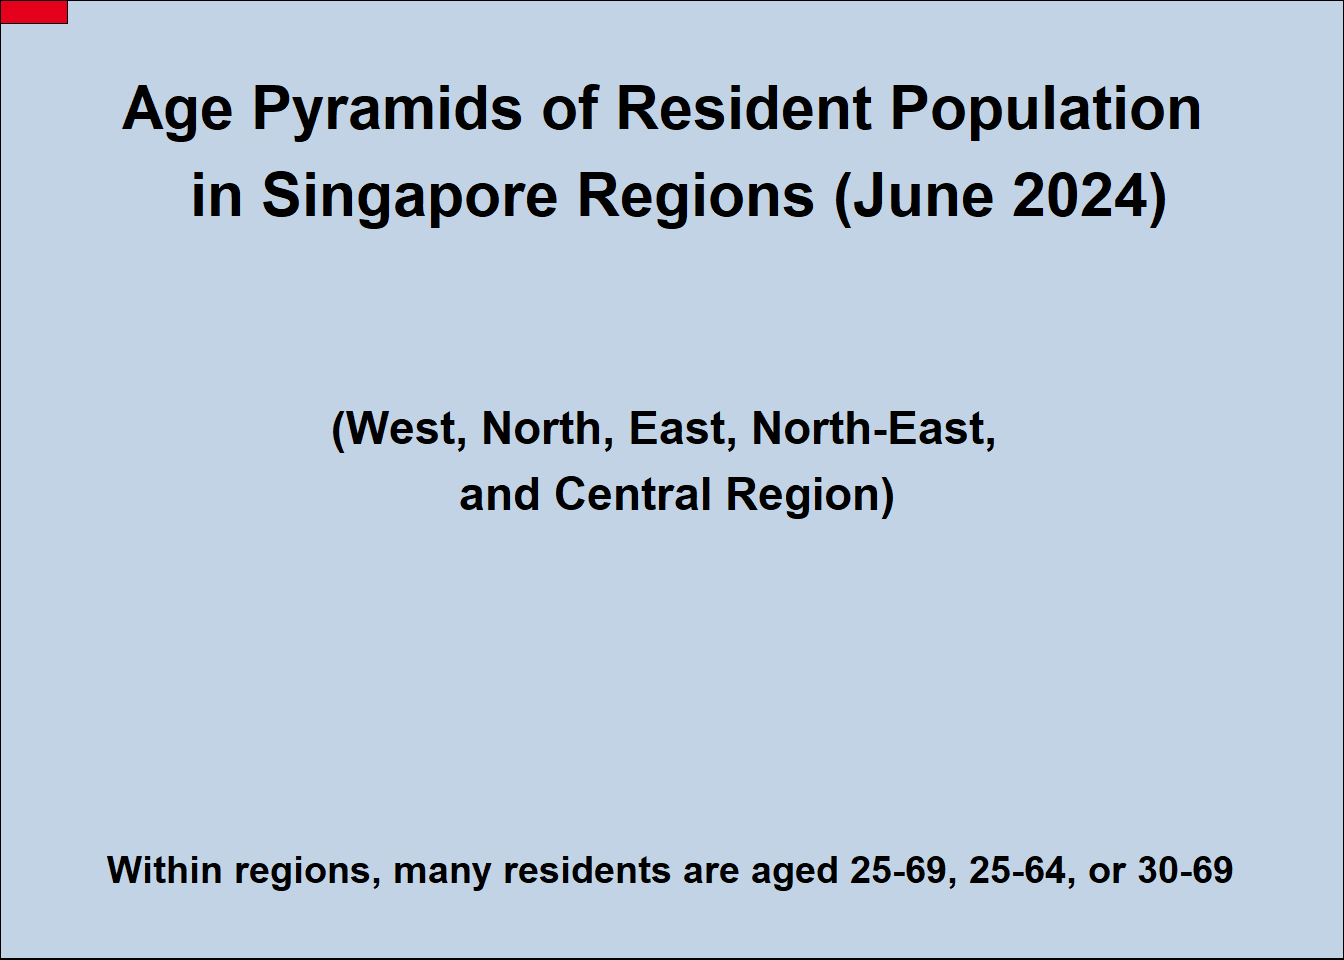 Age Pyramids of Resident Population
in Singapore Regions (June 2024)
(West, North, East, North-East,
and Central Region)
Within regions, many residents are aged 25-69, 25-64, or 30-69